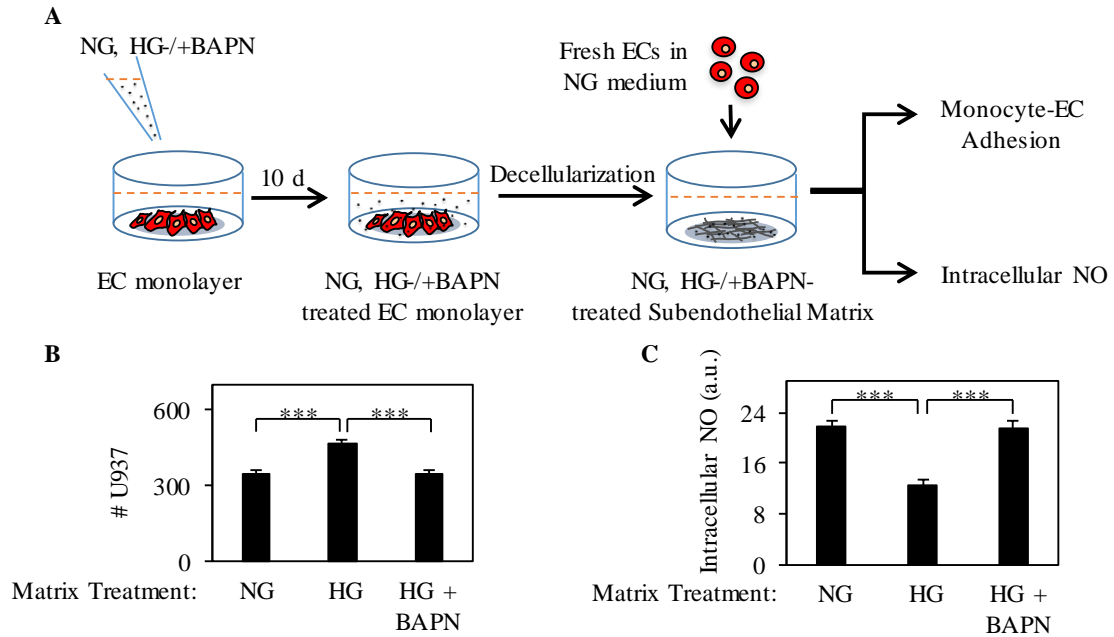 A
NG, HG-/+BAPN
Fresh ECs in
NG medium
Monocyte-EC
Adhesion
10 d
Decellularization
EC monolayer
NG, HG-/+BAPN
treated EC monolayer
NG, HG-/+BAPN-
treated Subendothelial Matrix
Intracellular NO
B
# U937
600
300
0
***
***
Matrix Treatment:
NG
HG
HG +
BAPN
C
Intracellular NO (a.u.)
24
16
8
0
***
***
Matrix Treatment:
NG
HG
HG +
BAPN